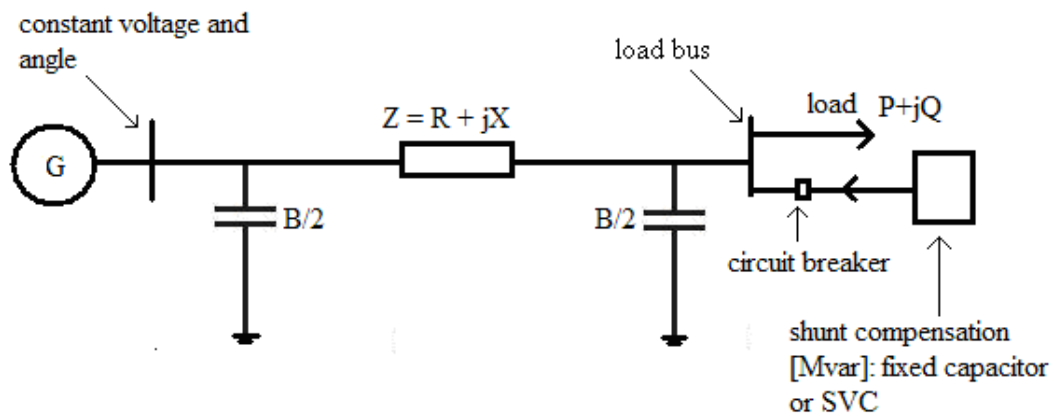 constant voltage and
angle
load bus
load P+jQ
Z = R + jX
G
B/2
B/2
circuit breaker
shunt compensation
[Mvar]: fixed capacitor
or SVC